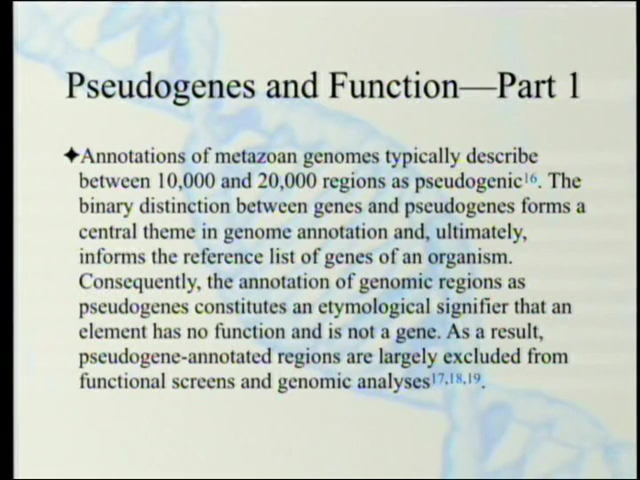 Pseudogenes and Function—Part 1
✦Annotations of metazoan genomes typically describe
between 10,000 and 20,000 regions as pseudogenic16. The
binary distinction between genes and pseudogenes forms a
central theme in genome annotation and, ultimately,
informs the reference list of genes of an organism.
Consequently, the annotation of genomic regions as
pseudogenes constitutes an etymological signifier that an
element has no function and is not a gene. As a result,
pseudogene-annotated regions are largely excluded from
functional screens and genomic analyses17,18,19.